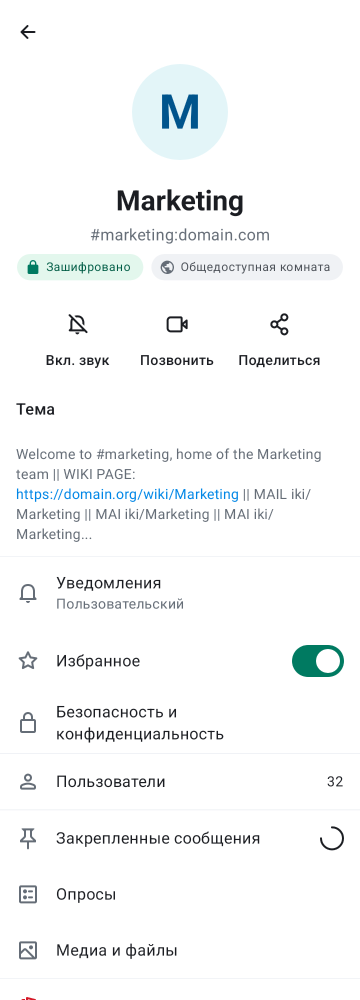 M
Marketing
#marketing:domain.com
Зашифровано Общедоступная комната
Вкл. звук Позвонить Поделиться
Тема
Welcome to #marketing, home of the Marketing
team || WIKI PAGE:
https://domain.org/wiki/Marketing || MAIL iki/
Marketing || MAI iki/Marketing || MAI iki/
Marketing...
Уведомления
Пользовательский
Избранное
Безопасность и
конфиденциальность
Пользователи 32
Закрепленные сообщения
Опросы
Медиа и файлы